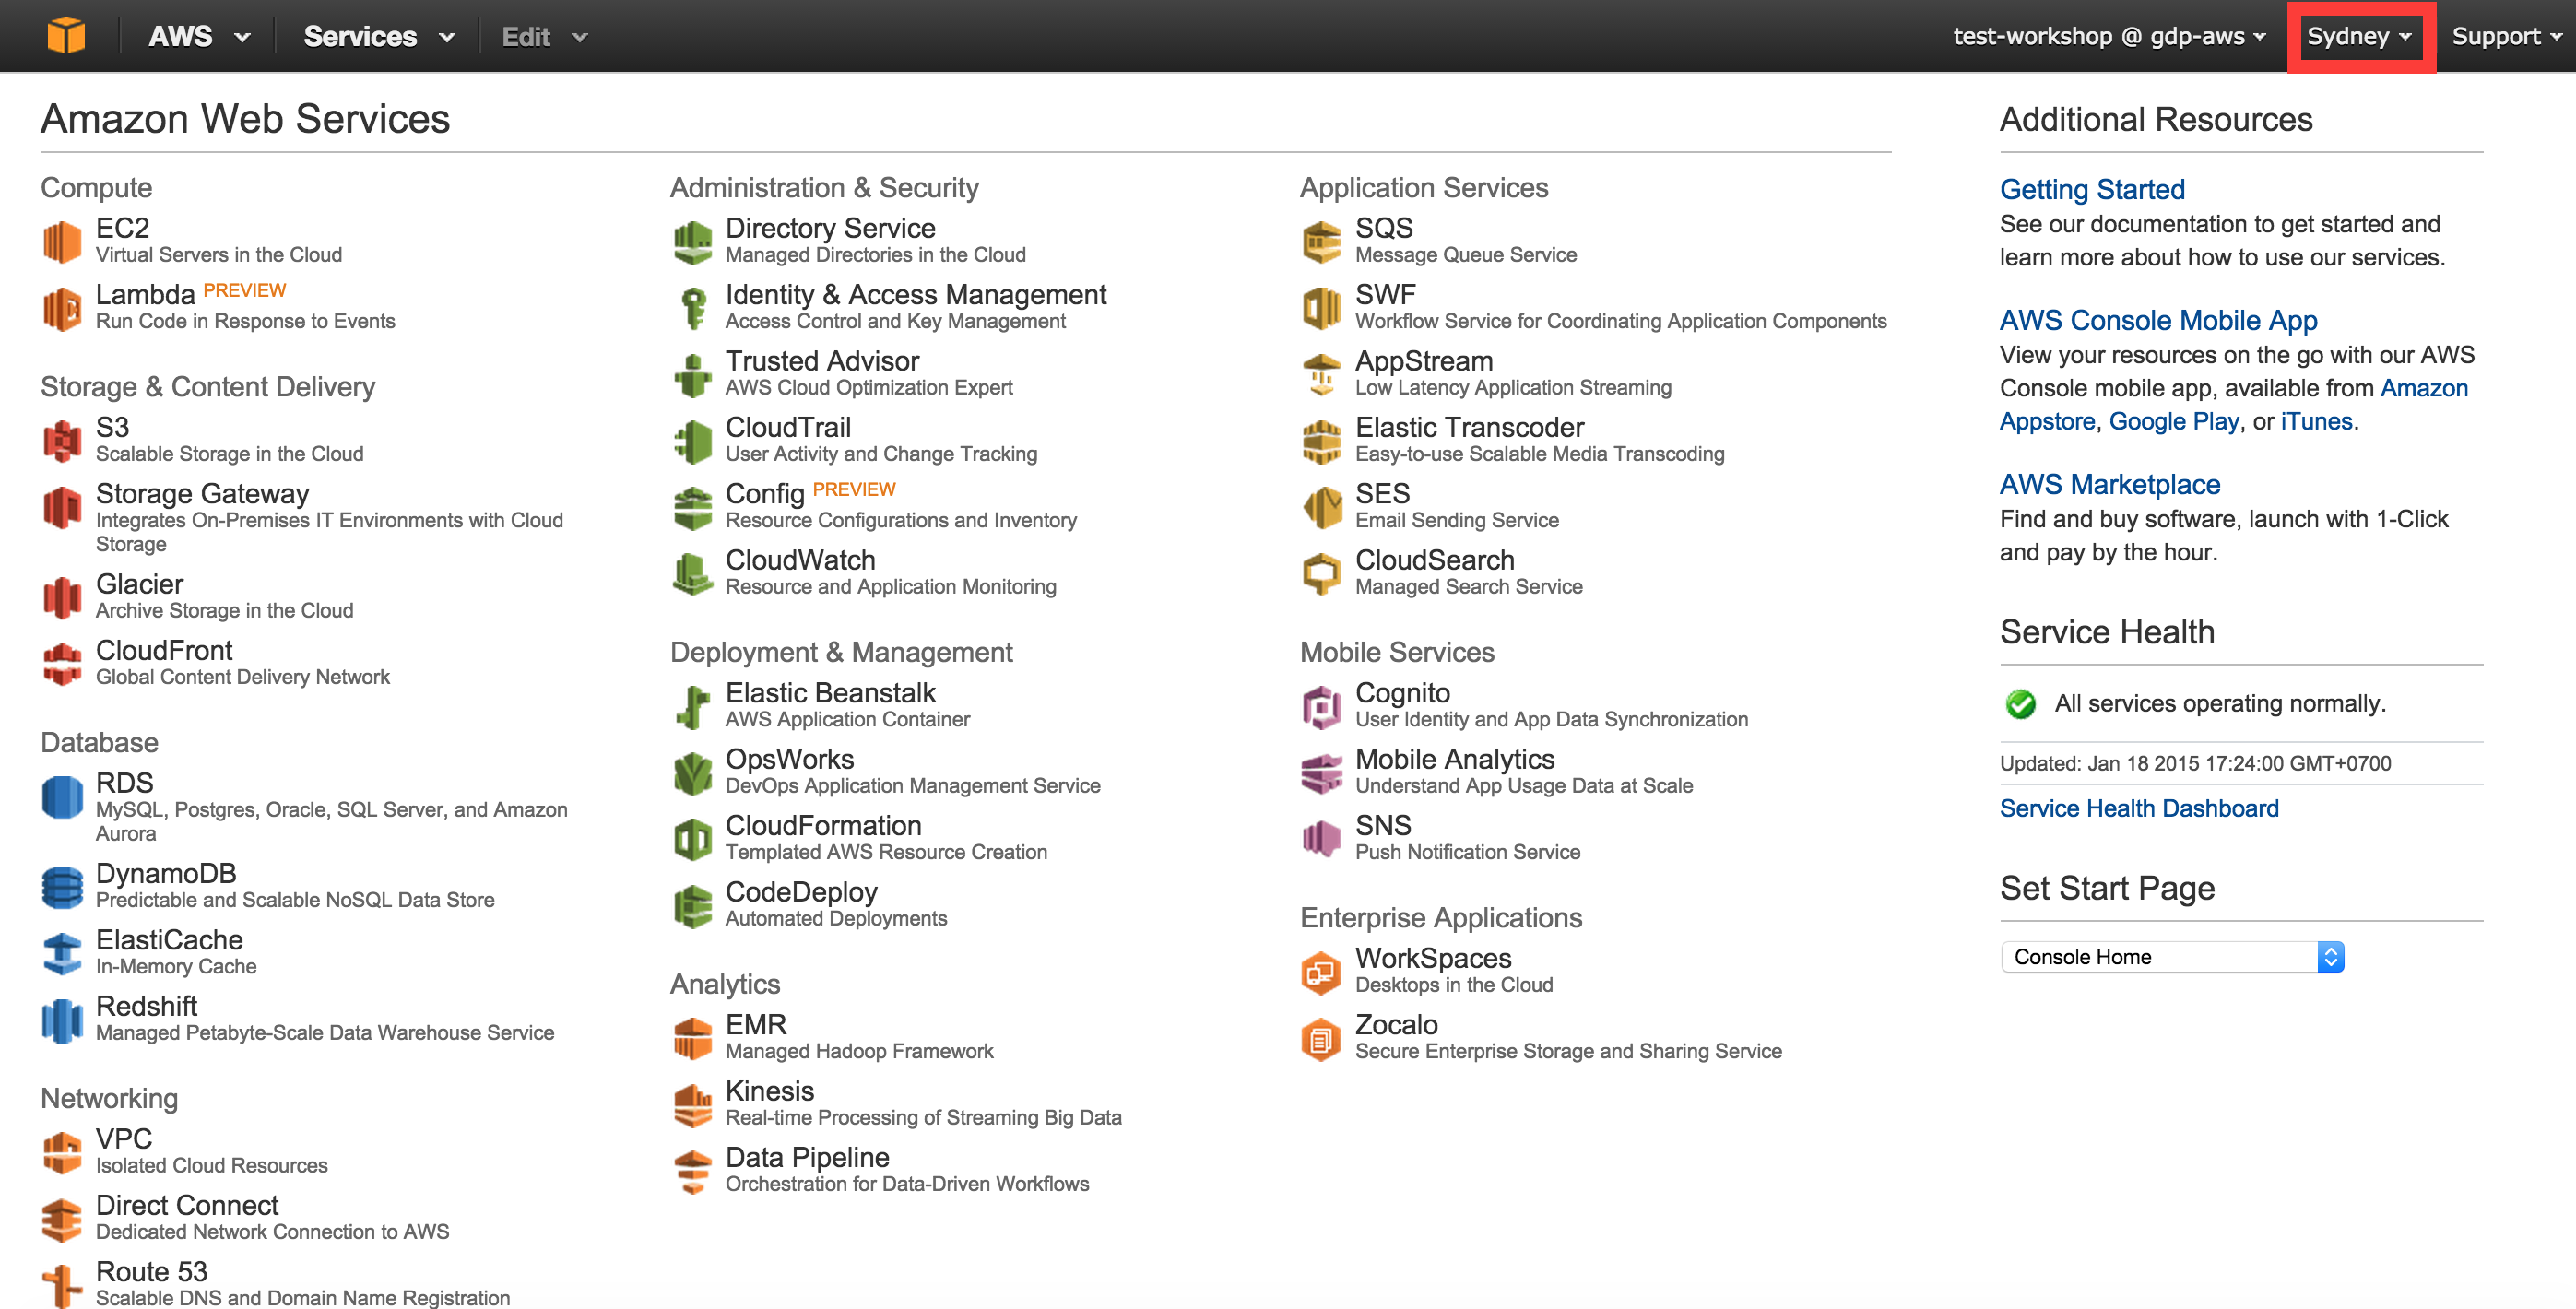 AWS Services Edit test-workshop @ gdp-aws Sydney Support
Amazon Web Services
Compute
EC2
Virtual Servers in the Cloud
Lambda PREVIEW
Run Code in Response to Events
Storage & Content Delivery
S3
Scalable Storage in the Cloud
Storage Gateway
Integrates On-Premises IT Environments with Cloud
Storage
Glacier
Archive Storage in the Cloud
CloudFront
Global Content Delivery Network
Database
RDS
MySQL, Postgres, Oracle, SQL Server, and Amazon
Aurora
DynamoDB
Predictable and Scalable NoSQL Data Store
ElastiCache
In-Memory Cache
Redshift
Managed Petabyte-Scale Data Warehouse Service
Networking
VPC
Isolated Cloud Resources
Direct Connect
Dedicated Network Connection to AWS
Route 53
Scalable DNS and Domain Name Registration
Administration & Security
Directory Service
Managed Directories in the Cloud
Identity & Access Management
Access Control and Key Management
Trusted Advisor
AWS Cloud Optimization Expert
CloudTrail
User Activity and Change Tracking
Config PREVIEW
Resource Configurations and Inventory
CloudWatch
Resource and Application Monitoring
Deployment & Management
Elastic Beanstalk
AWS Application Container
OpsWorks
DevOps Application Management Service
CloudFormation
Templated AWS Resource Creation
CodeDeploy
Automated Deployments
Analytics
EMR
Managed Hadoop Framework
Kinesis
Real-time Processing of Streaming Big Data
Data Pipeline
Orchestration for Data-Driven Workflows
Application Services
SQS
Message Queue Service
SWF
Workflow Service for Coordinating Application Components
AppStream
Low Latency Application Streaming
Elastic Transcoder
Easy-to-use Scalable Media Transcoding
SES
Email Sending Service
CloudSearch
Managed Search Service
Mobile Services
Cognito
User Identity and App Data Synchronization
Mobile Analytics
Understand App Usage Data at Scale
SNS
Push Notification Service
Enterprise Applications
WorkSpaces
Desktops in the Cloud
Zocalo
Secure Enterprise Storage and Sharing Service
Additional Resources
Getting Started
See our documentation to get started and
learn more about how to use our services.
AWS Console Mobile App
View your resources on the go with our AWS
Console mobile app, available from Amazon
Appstore, Google Play, or iTunes.
AWS Marketplace
Find and buy software, launch with 1-Click
and pay by the hour.
Service Health
All services operating normally.
Updated: Jan 18 2015 17:24:00 GMT+0700
Service Health Dashboard
Set Start Page
Console Home